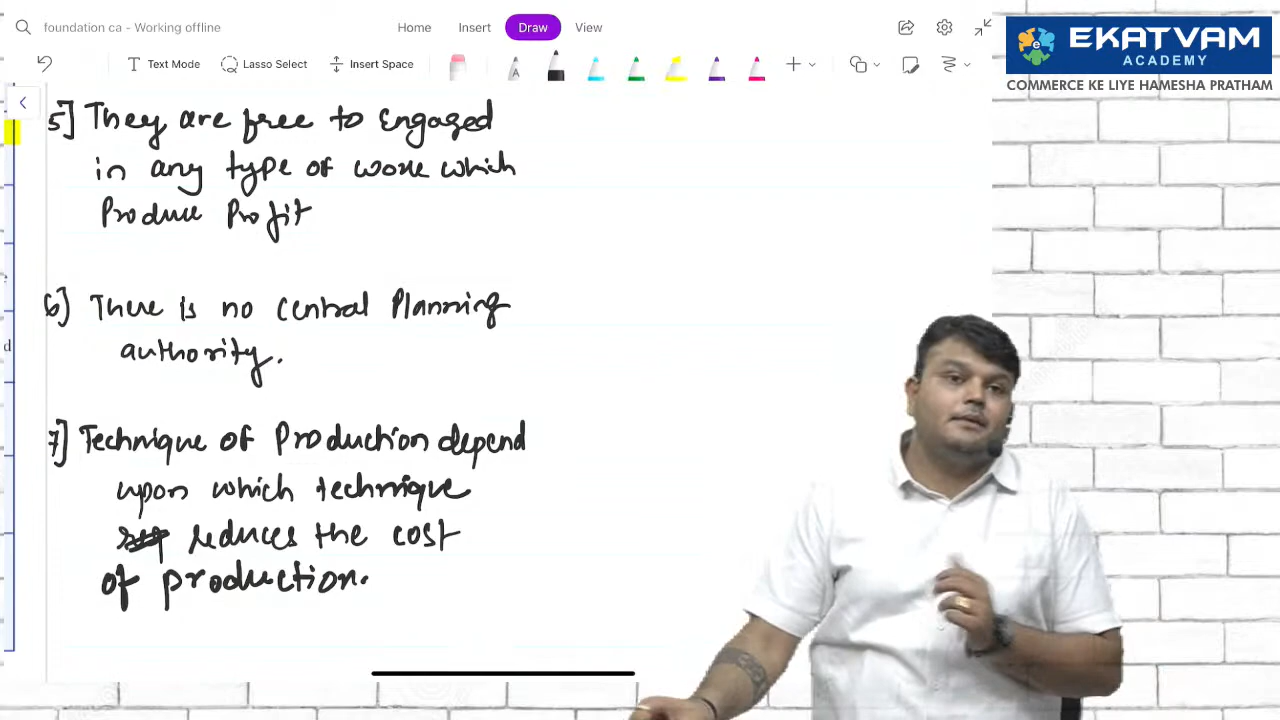 foundation ca - Working offline
Home Insert Draw View
Text Mode Lasso Select Insert Space
A
EKATVAM
ACADEMY
COMMERCE KE LIYE HAMESHA PRATHAM
5] They are free to Engaged
in any type of work which
Produce Profit
6] There is no Central Planning
authority.
d
7] Technique of Production depend
upon which technique
reduces the cost
of production.